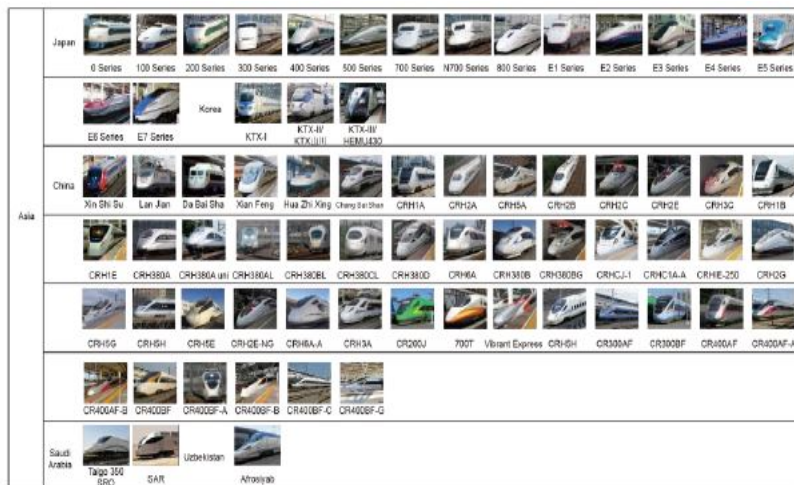 Asia
Japan
0 Series 100 Series 200 Series 300 Series 400 Series 500 Series 700 Series N700 Series 800 Series E1 Series E2 Series E3 Series E4 Series E5 Series
Korea
E6 Series E7 Series KTX-I KTX-II/ KTX-III/
HEMU430
China
Xin Shi Su Lan Jian Da Bai Sha Xian Feng Hua Zhi Xing Chang Bai Shan CRH1A CRH2A CRH5A CRH2B CRH2C CRH2E CRH3C CRH1B
CRH1E CRH380A CRH380A uni CRH380AL CRH380BL CRH380CL CRH380D CRH6A CRH380B CRH380BG CRHCJ-1 CRHC1A-A CRHIE-250 CRH2G
CRH5G CRH5H CRH5E CRH2E-NG CRH6A-A CRH3A CR200J 700T Vibrant Express CRH5H CR300AF CR300BF CR400AF CR400AF-A
CR400AF-B CR400BF CR400BF-A CR400BF-B CR400BF-C CR400BF-G
Saudi
Arabia
Uzbekistan
Talgo 350
SRO SAR Afrosiyab